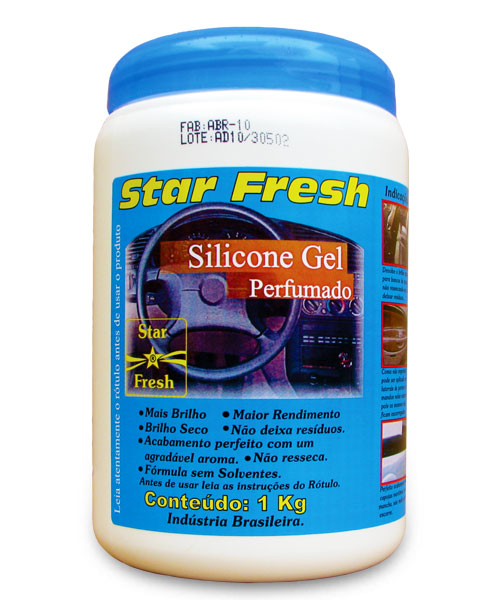 FAB:ABR-10
LOTE:AD10/30502
Star Fresh
Silicone Gel
Perfumado
Star
Fresh
•Mais Brilho •Maior Rendimento
•Brilho Seco •Não deixa resíduos.
•Acabamento perfeito com um
agradável aroma. •Não resseca.
•Fórmula sem Solventes.
Antes de usar leia as instruções do Rótulo.
Conteúdo: 1 Kg
Indústria Brasileira.
Leia atentamente o rótulo antes de usar o produto